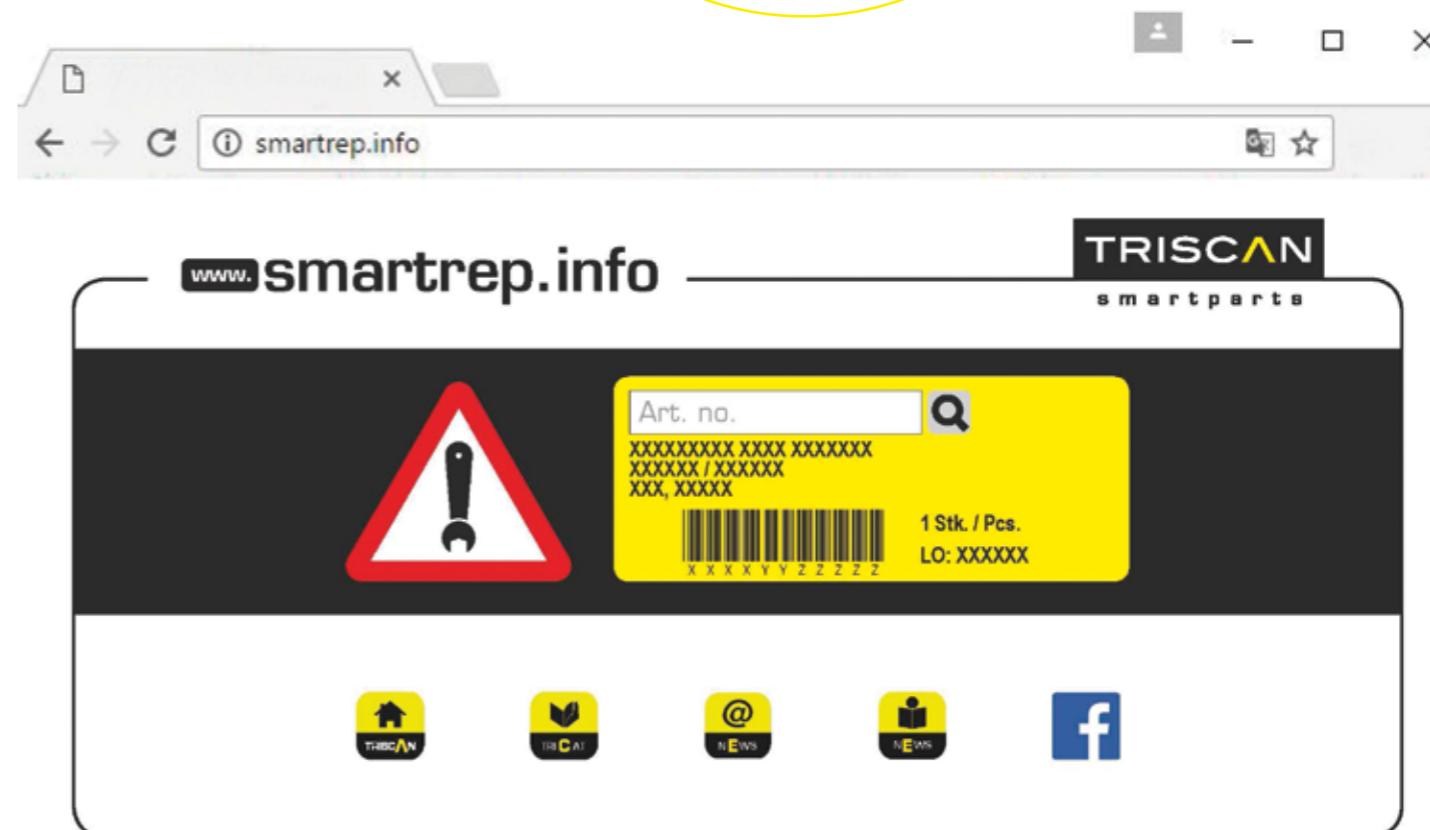 smartrep.info
www.smartrep.info
TRISCAN
smartparts
Art. no.
XXXXXXXXX XXXX XXXXXXX
XXXXXX / XXXXXX
XXX, XXXXX
XXXXYYZZZZZ
1 Stk. / Pcs.
LO: XXXXXX
TRISCAN
TRICAT
@
NEWS
NEWS
f